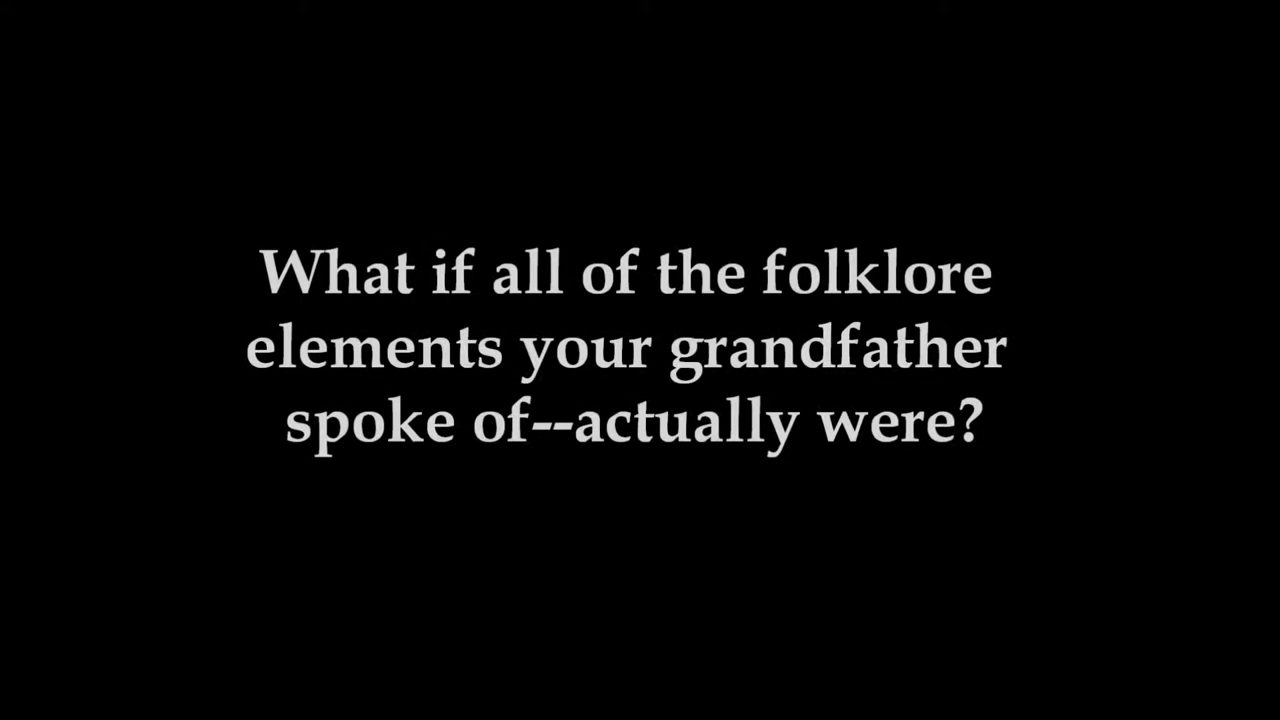 What if all of the folklore
elements your grandfather
spoke of--actually were?